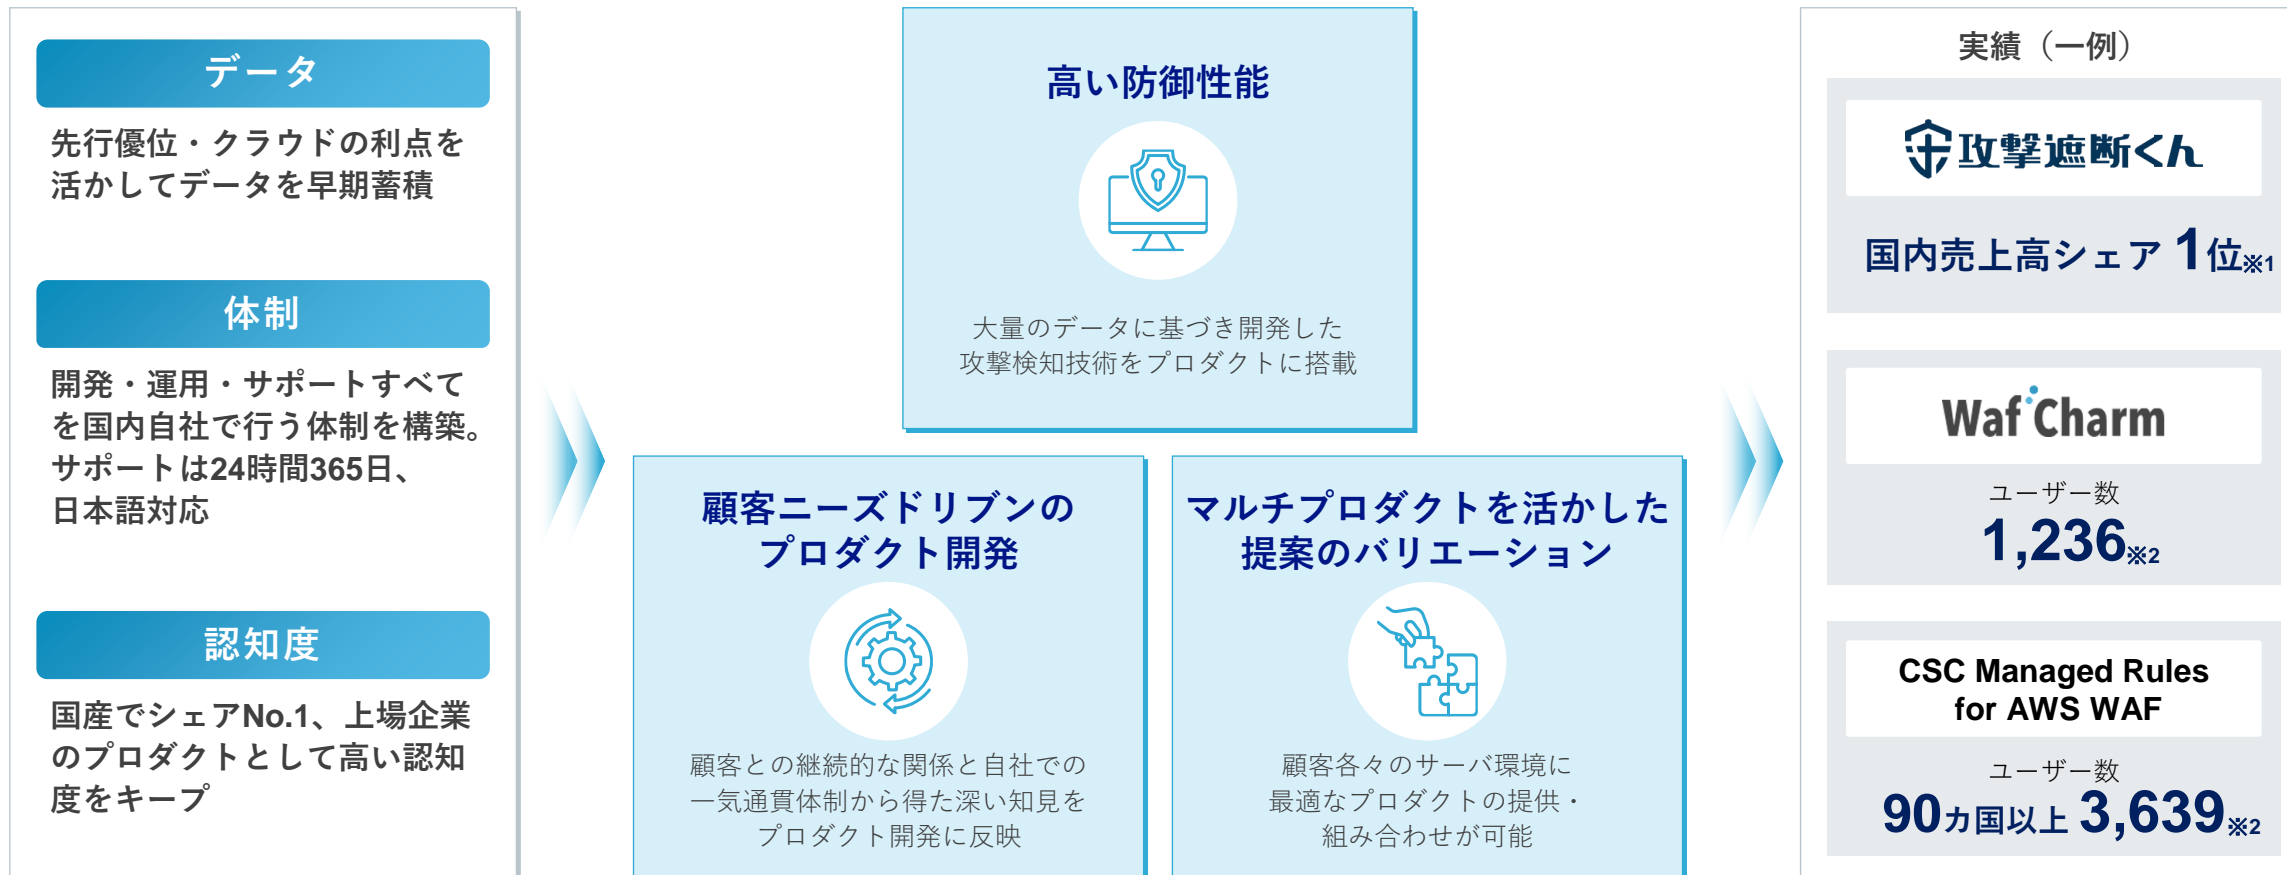 データ
先行優位・クラウドの利点を
活かしてデータを早期蓄積
体制
開発・運用・サポートすべて
を国内自社で行う体制を構築。
サポートは24時間365日、
日本語対応
認知度
国産でシェアNo.1、上場企業
のプロダクトとして高い認知
度をキープ
高い防御性能
大量のデータに基づき開発した
攻撃検知技術をプロダクトに搭載
顧客ニーズドリブンの
プロダクト開発
顧客との継続的な関係と自社での
一気通貫体制から得た深い知見を
プロダクト開発に反映
マルチプロダクトを活かした
提案のバリエーション
顧客各々のサーバ環境に
最適なプロダクトの提供・
組み合わせが可能
実績（一例）
攻撃遮断くん
国内売上高シェア 1位※1
WafCharm
ユーザー数
1,236※2
CSC Managed Rules
for AWS WAF
ユーザー数
90カ国以上 3,639※2